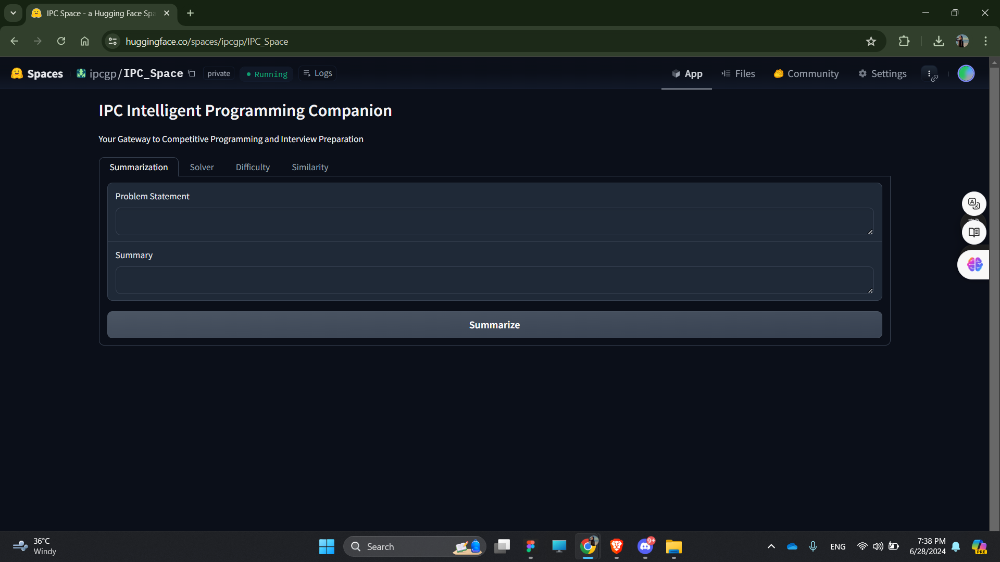 IPC Space - a Hugging Face Spa
huggingface.co/spaces/ipcgp/IPC_Space
Spaces ipcgp/IPC_Space private Running Logs App Files Community Settings
IPC Intelligent Programming Companion
Your Gateway to Competitive Programming and Interview Preparation
Summarization Solver Difficulty Similarity
Problem Statement
Summary
Summarize
36°C
Windy
Search
9+
ENG
7:38 PM
6/28/2024
PRE